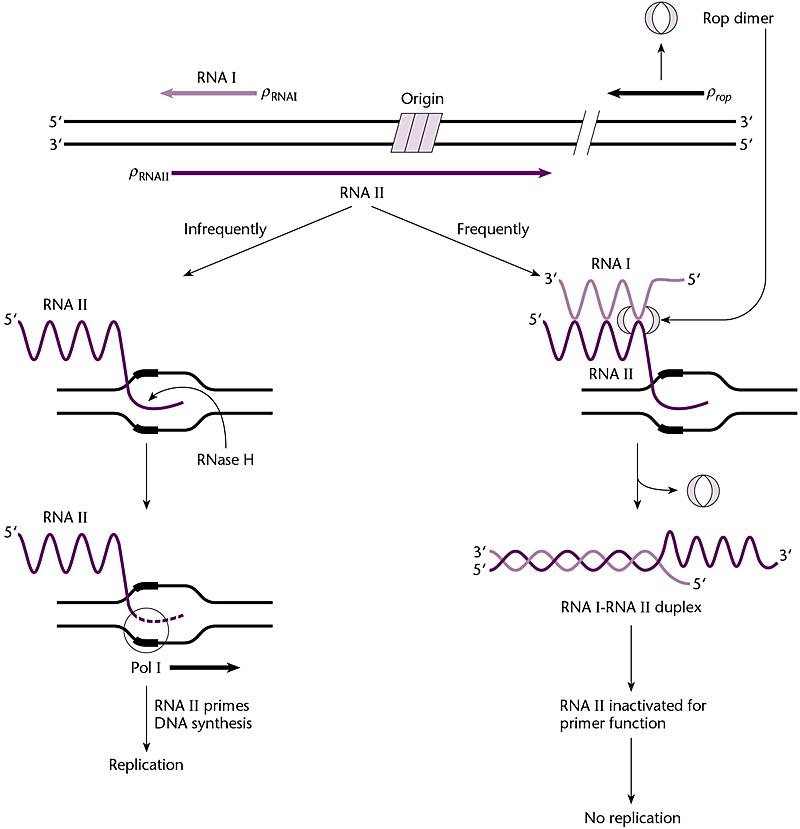 Rop dimer
RNA I
ρRNAI
ρrop
Origin
5′ 3′
3′ 5′
ρRNAII
RNA II
Infrequently
Frequently
RNA II
5′
RNase H
3′ RNA I 5′
5′
RNA II
RNA II
5′
Pol I
RNA II primes
DNA synthesis
Replication
3′
5′
3′
5′
RNA I-RNA II duplex
RNA II inactivated for
primer function
No replication